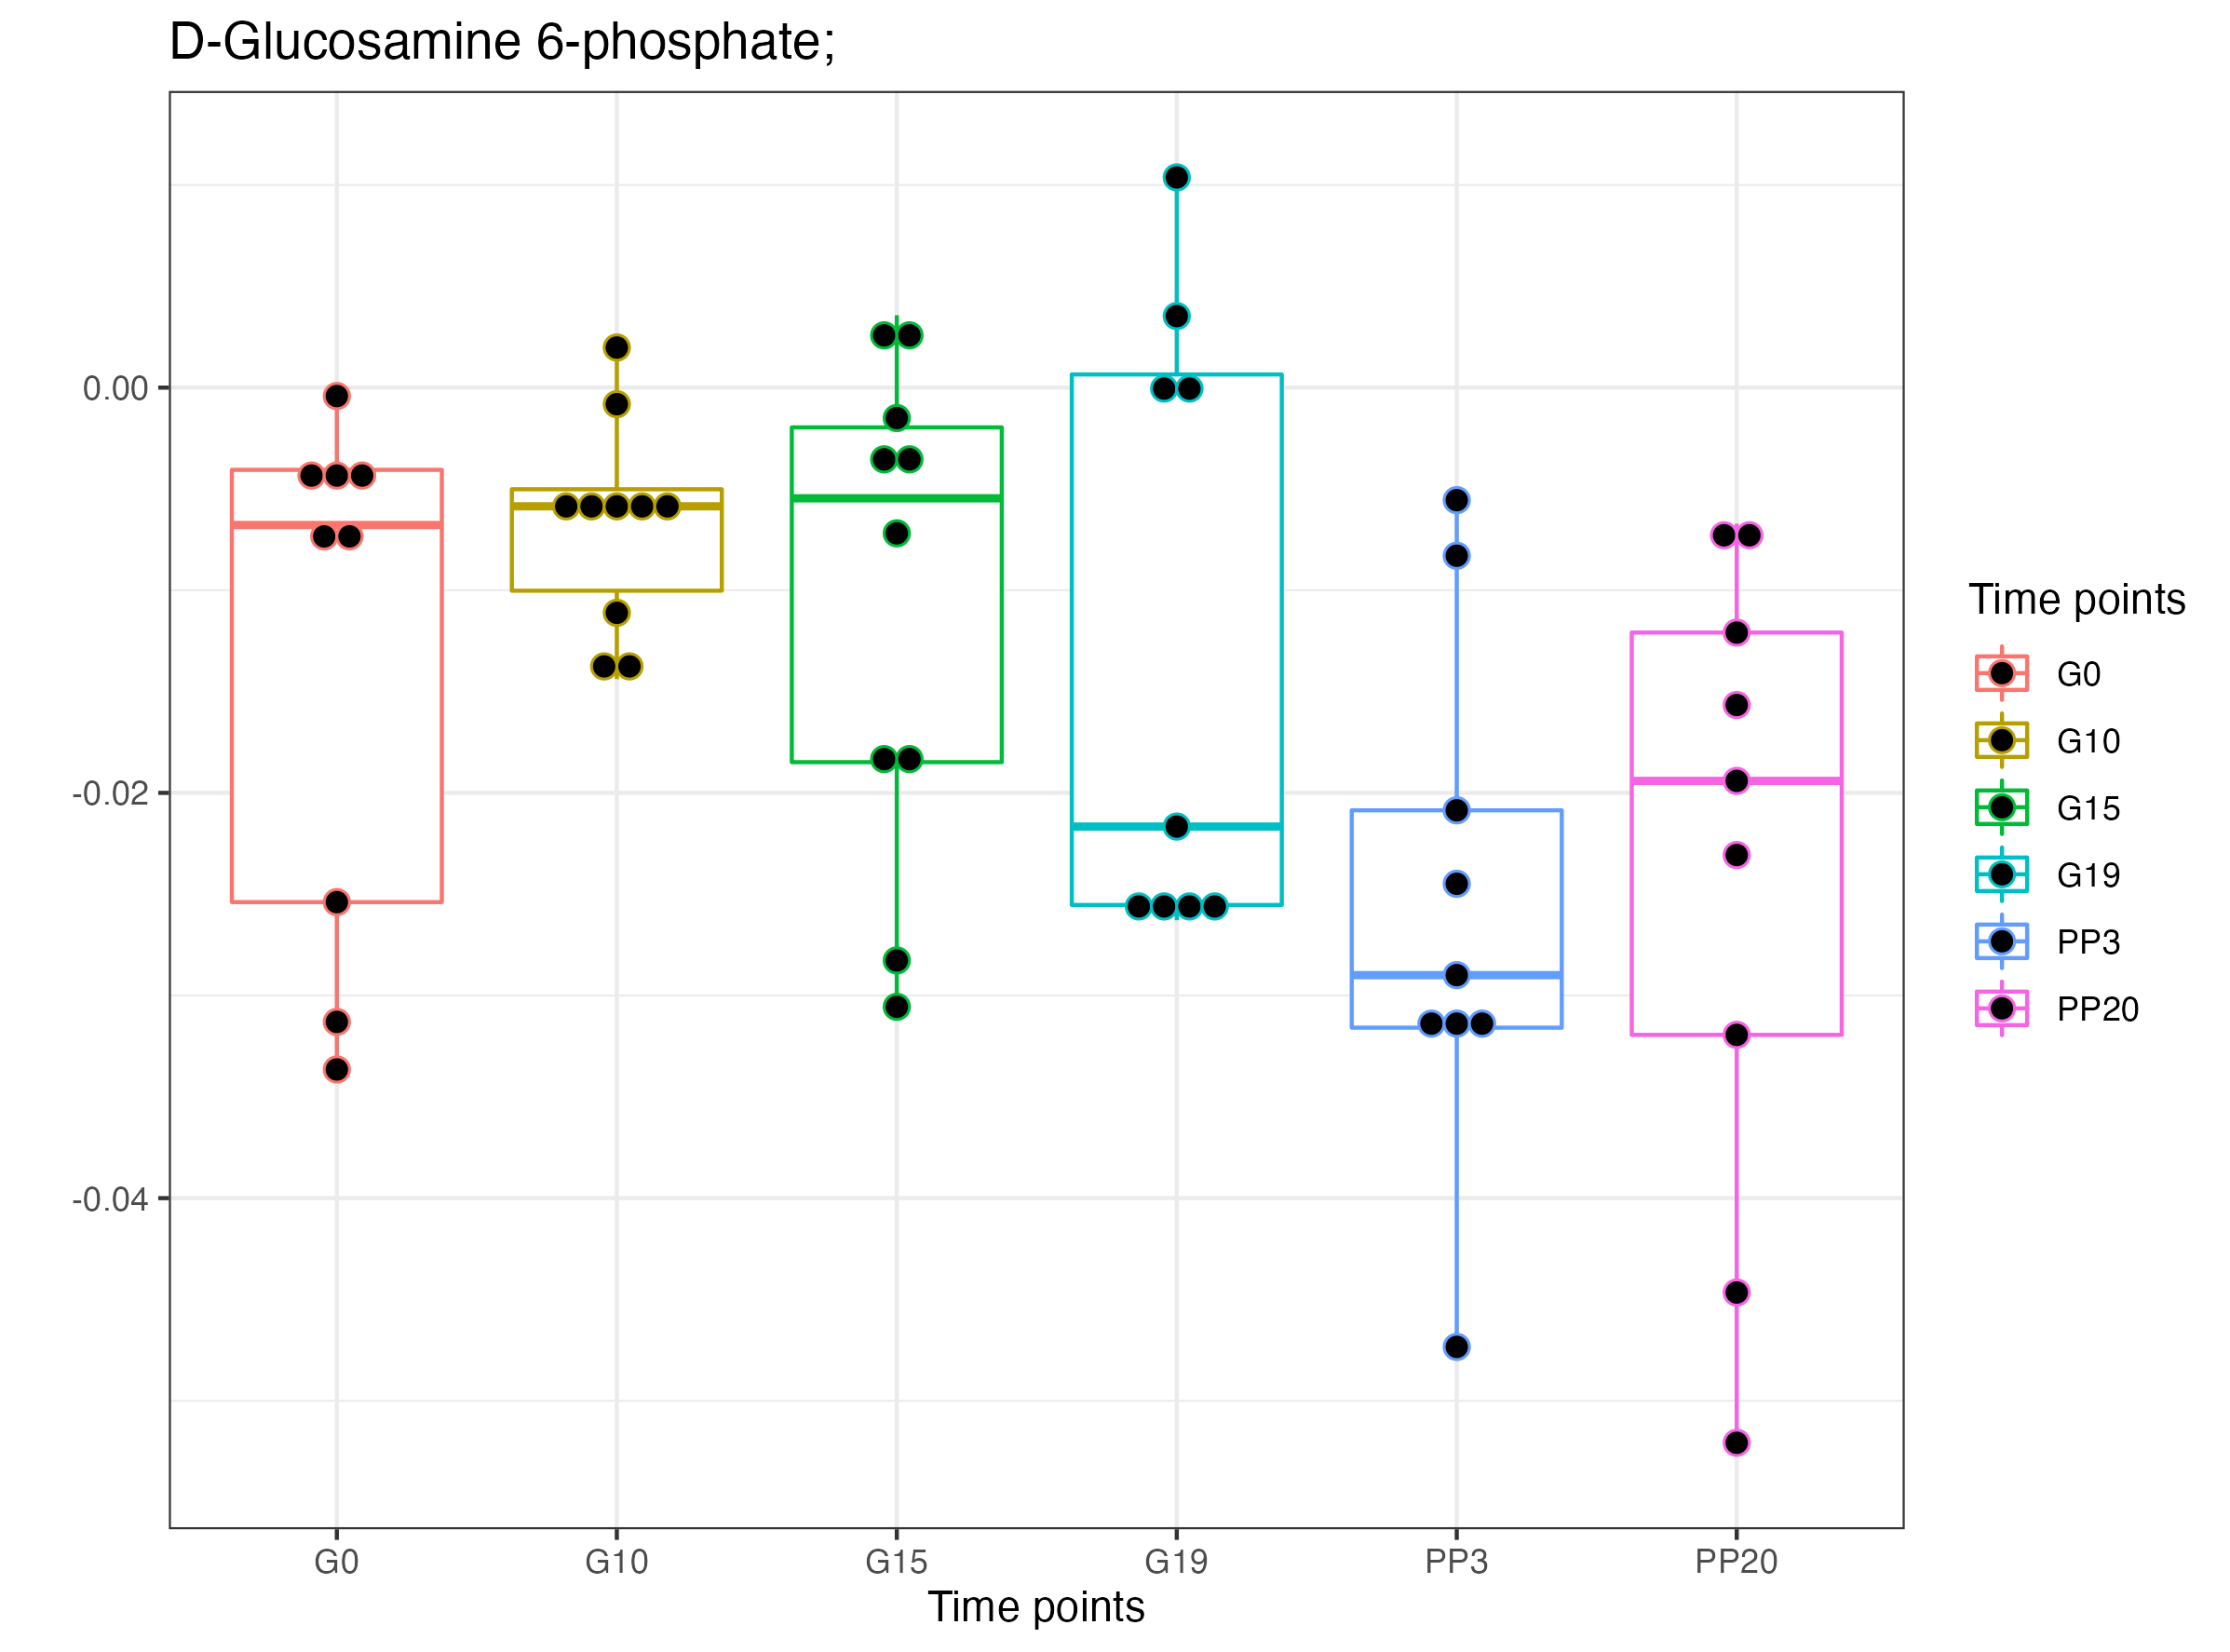 D-Glucosamine 6-phosphate;
0.00
-0.02
-0.04
G0 G10 G15 G19 PP3 PP20
Time points
Time points
G0
G10
G15
G19
PP3
PP20